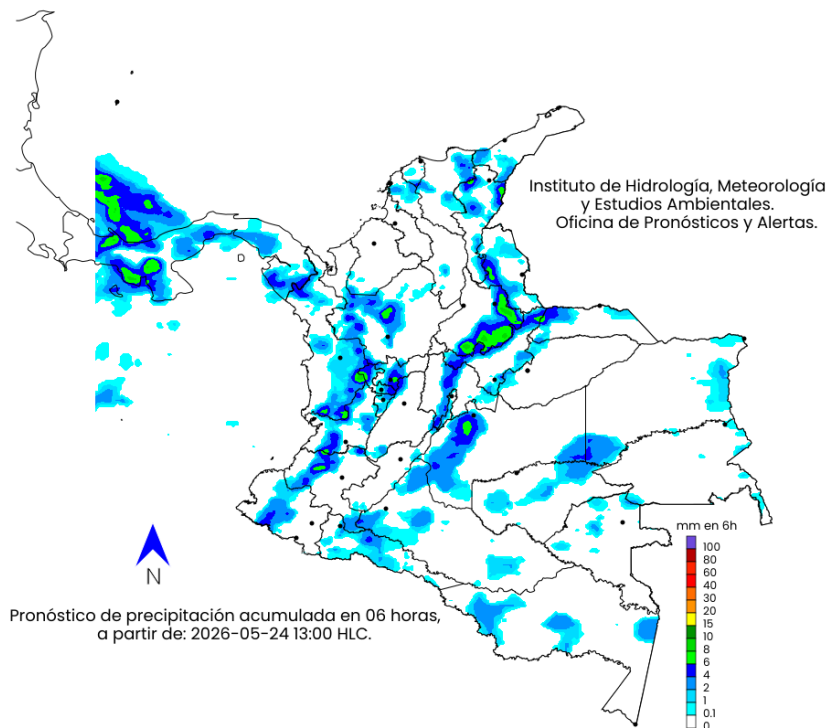 Instituto de Hidrología, Meteorología
y Estudios Ambientales.
Oficina de Pronósticos y Alertas.
N
Pronóstico de precipitación acumulada en 06 horas,
a partir de: 2026-05-24 13:00 HLC.
mm en 6h
100
80
60
40
30
20
15
10
8
6
4
2
1
0.1
0